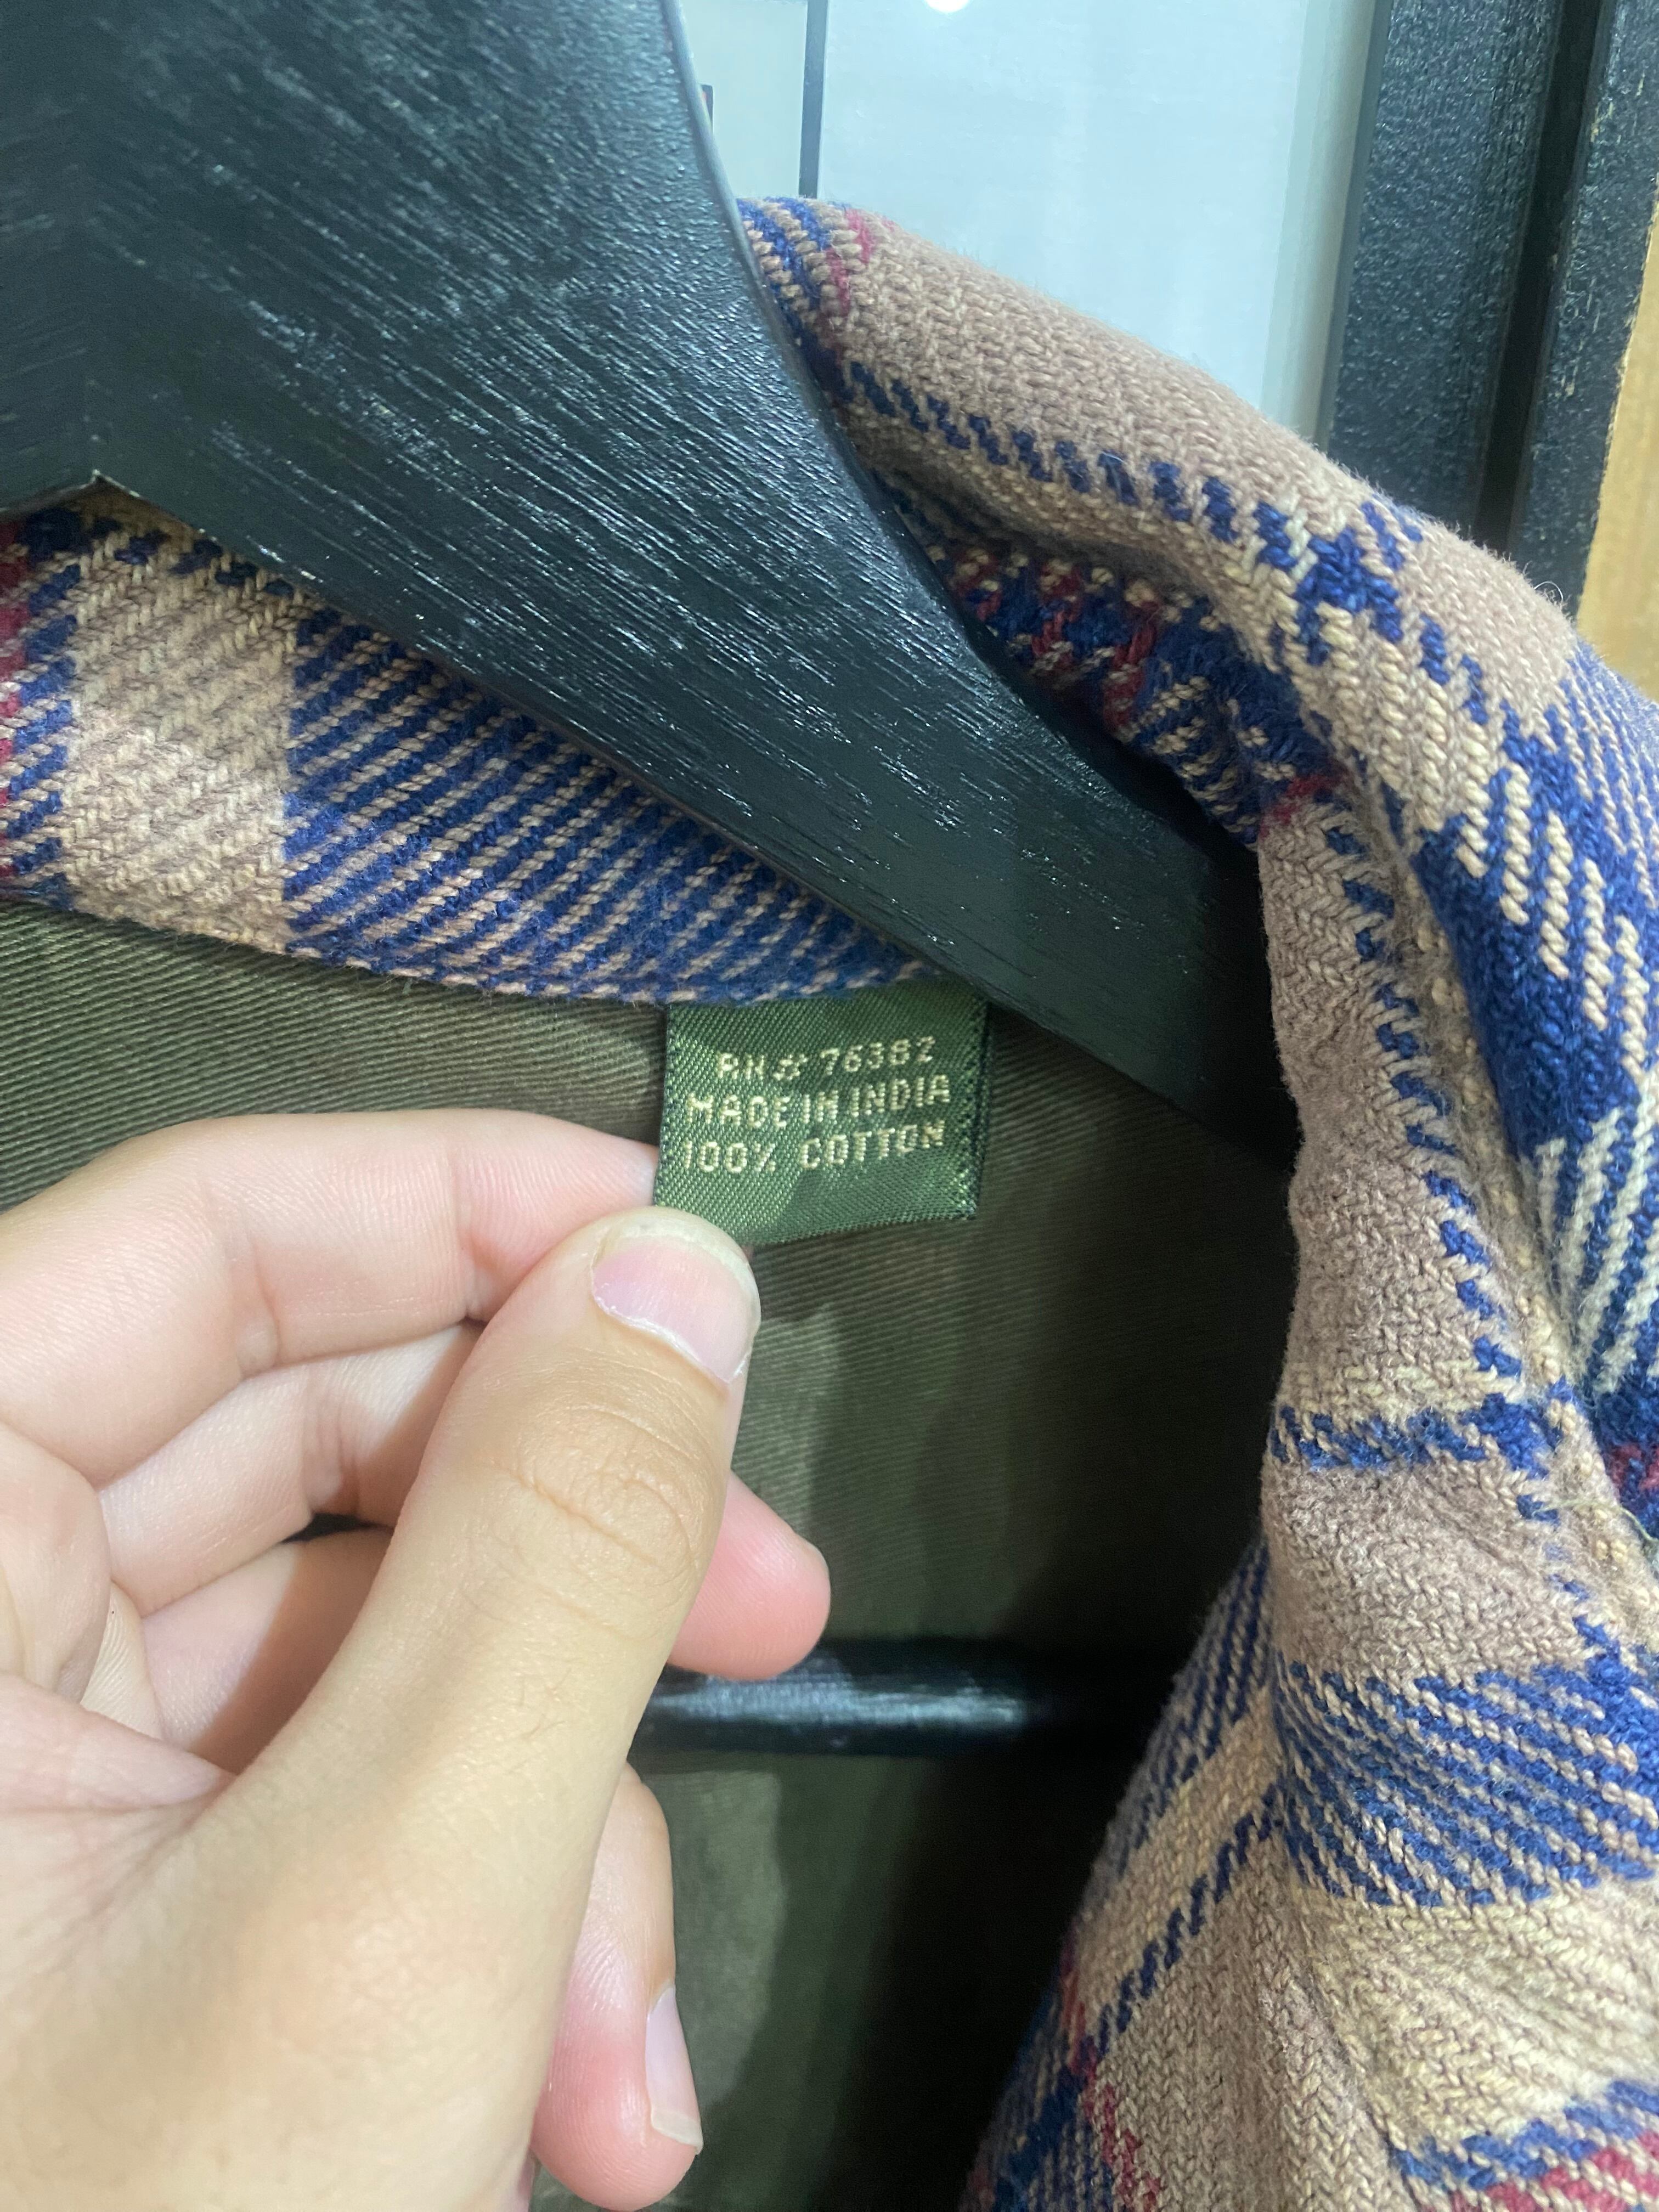 RN# 76382
MADE IN INDIA
100% COTTON